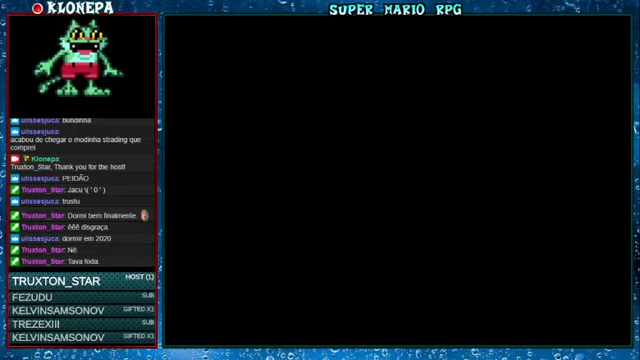 KLONEPA
SUPER MARIO RPG
ulissesjuca: bundinha
ulissesjuca:
acabou de chegar o modinha strading que
comprei
Klonepa:
Truxton_Star, Thank you for the host!
ulissesjuca: PEIDÃO
Truxton_Star: Jacu \( ' 0 ' )
ulissesjuca: trustu
Truxton_Star: Dormi bem finalmente.
Truxton_Star: êêê disgraça
ulissesjuca: dormir em 2020
Truxton_Star: Né.
Truxton_Star: Tava foda
TRUXTON_STAR HOST (1)
FEZUDU SUB
KELVINSAMSONOV GIFTED X1
TREZEXIII SUB
KELVINSAMSONOV GIFTED X1